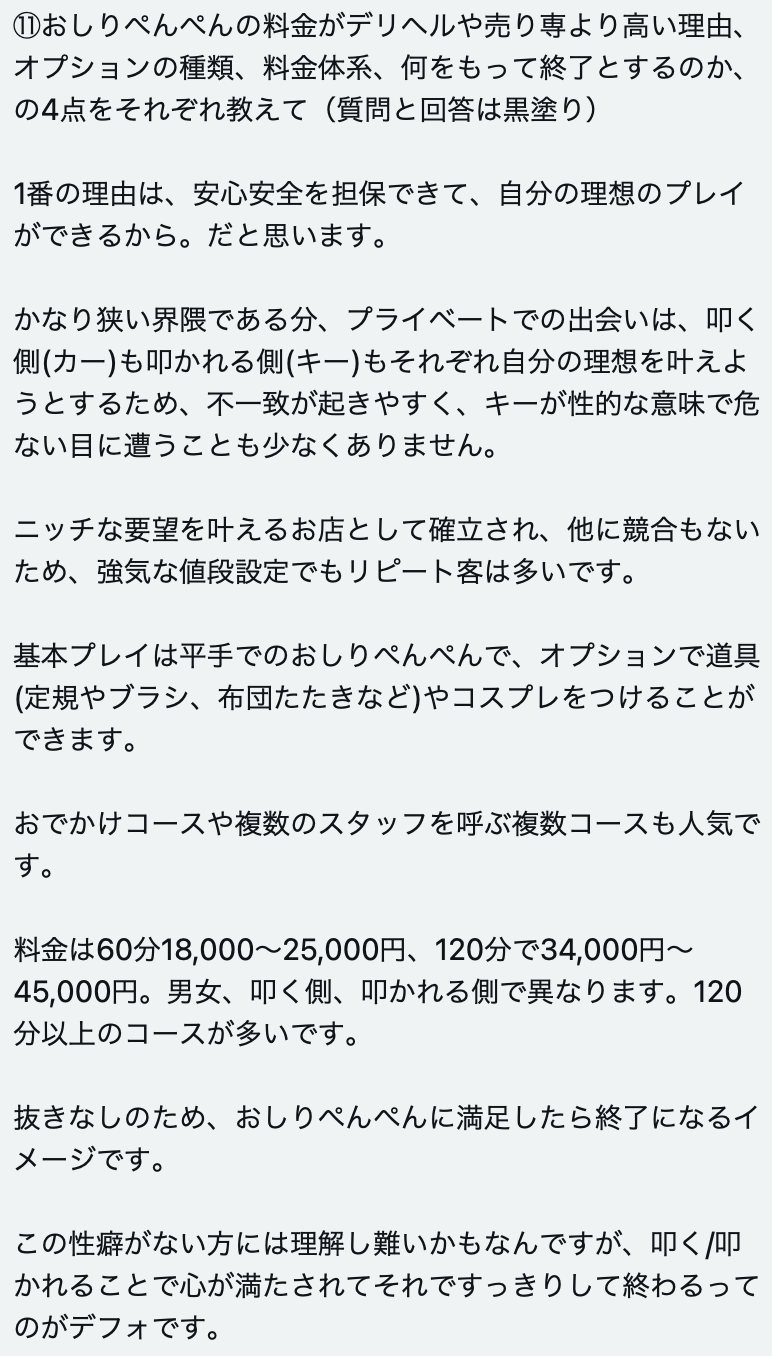 ⑪おしりぺんぺんの料金がデリヘルや売り専より高い理由、
オプションの種類、料金体系、何をもって終了とするのか、
の4点をそれぞれ教えて（質問と回答は黒塗り）
1番の理由は、安心安全を担保できて、自分の理想のプレイ
ができるから。だと思います。
かなり狭い界隈である分、プライベートでの出会いは、叩く
側(カー)も叩かれる側(キー)もそれぞれ自分の理想を叶えよ
うとするため、不一致が起きやすく、キーが性的な意味で危
ない目に遭うことも少なくありません。
ニッチな要望を叶えるお店として確立され、他に競合もない
ため、強気な値段設定でもリピート客は多いです。
基本プレイは平手でのおしりぺんぺんで、オプションで道具
(定規やブラシ、布団たたきなど)やコスプレをつけることが
できます。
おでかけコースや複数のスタッフを呼ぶ複数コースも人気で
す。
料金は60分18,000〜25,000円、120分で34,000円〜
45,000円。男女、叩く側、叩かれる側で異なります。120
分以上のコースが多いです。
抜きなしのため、おしりぺんぺんに満足したら終了になるイ
メージです。
この性癖がない方には理解し難いかもなんですが、叩く/叩
かれることで心が満たされてそれですっきりして終わるって
のがデフォです。